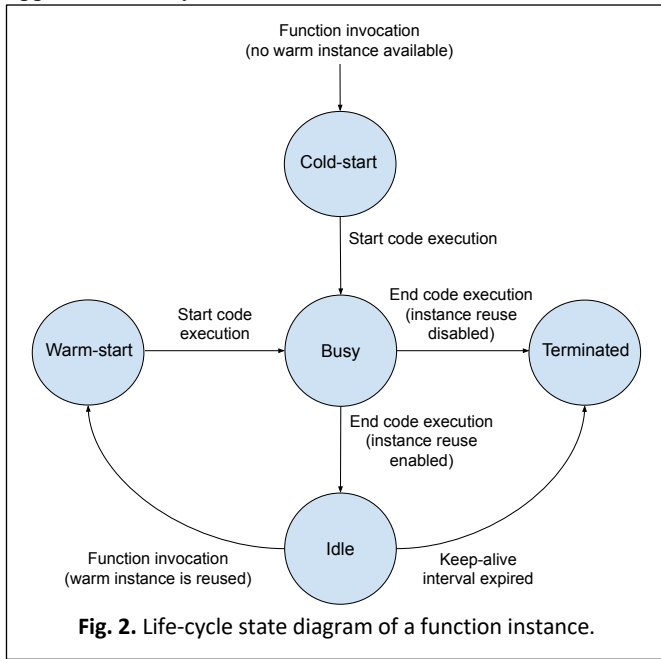 Function invocation
(no warm instance available)
Cold-start
Start code execution
Start code
execution
End code execution
(instance reuse
disabled)
Warm-start
Busy
Terminated
End code execution
(instance reuse
enabled)
Function invocation
(warm instance is reused)
Idle
Keep-alive
interval expired
Fig. 2. Life-cycle state diagram of a function instance.